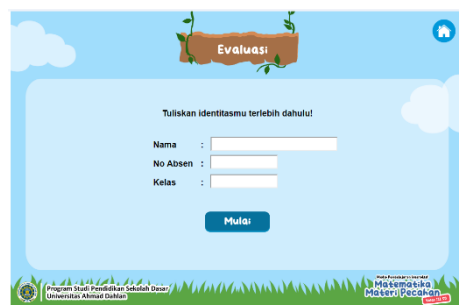 Evaluasi
Tuliskan identitasmu terlebih dahulu!
Nama :
No Absen :
Kelas :
Mulai
Program Studi Pendidikan Sekolah Dasar
Universitas Ahmad Dahlan
Matematika
Materi Pecahan